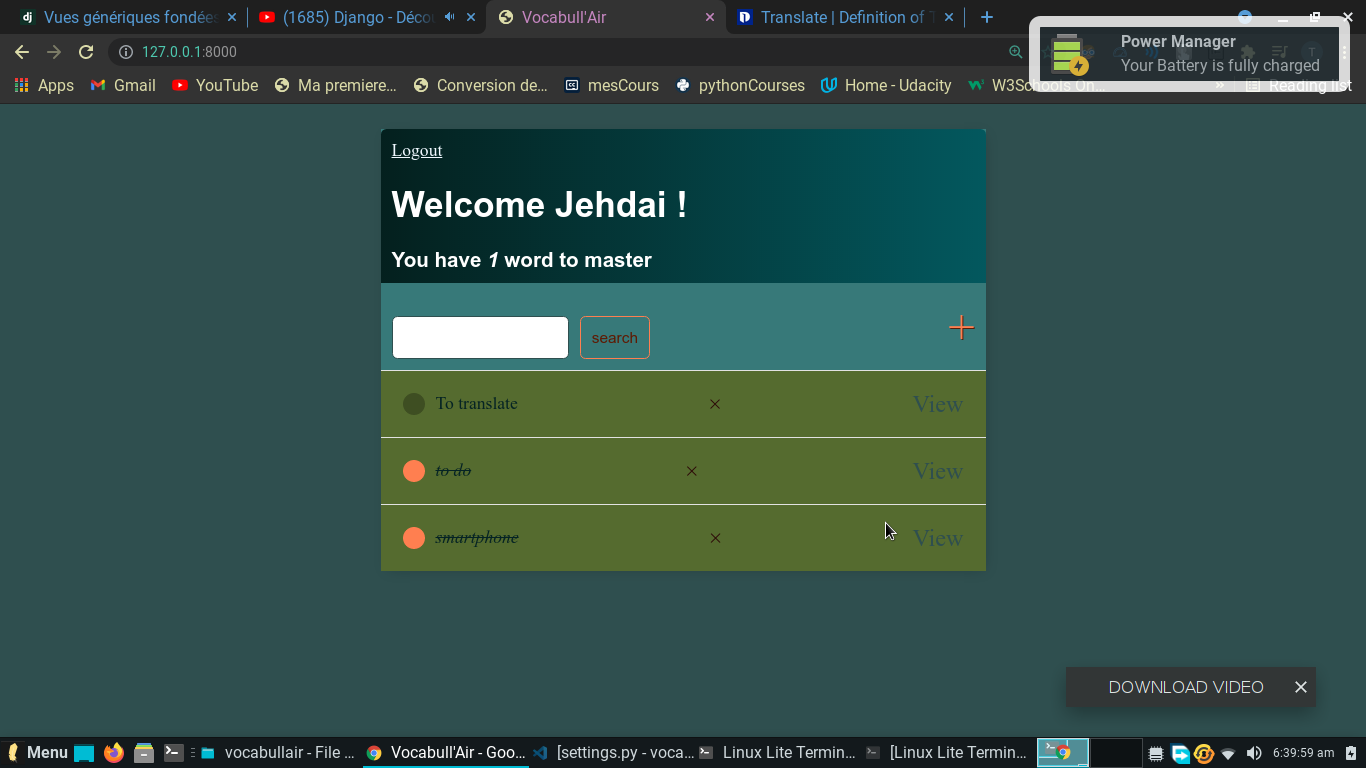 Vues génériques fondée
(1685) Django - Décou
Vocabull'Air
Translate | Definition of T
127.0.0.1:8000
Power Manager
Your Battery is fully charged
Apps
Gmail
YouTube
Ma premiere...
Conversion de...
mesCours
pythonCourses
Home - Udacity
W3Schools On...
»
Reading list
Logout
Welcome Jehdai !
You have 1 word to master
search
To translate
×
View
to do
×
View
smartphone
×
View
DOWNLOAD VIDEO
Menu
vocabullair - File ...
Vocabull'Air - Goo...
[settings.py - voca...
Linux Lite Termin...
[Linux Lite Termin...
6:39:59 am